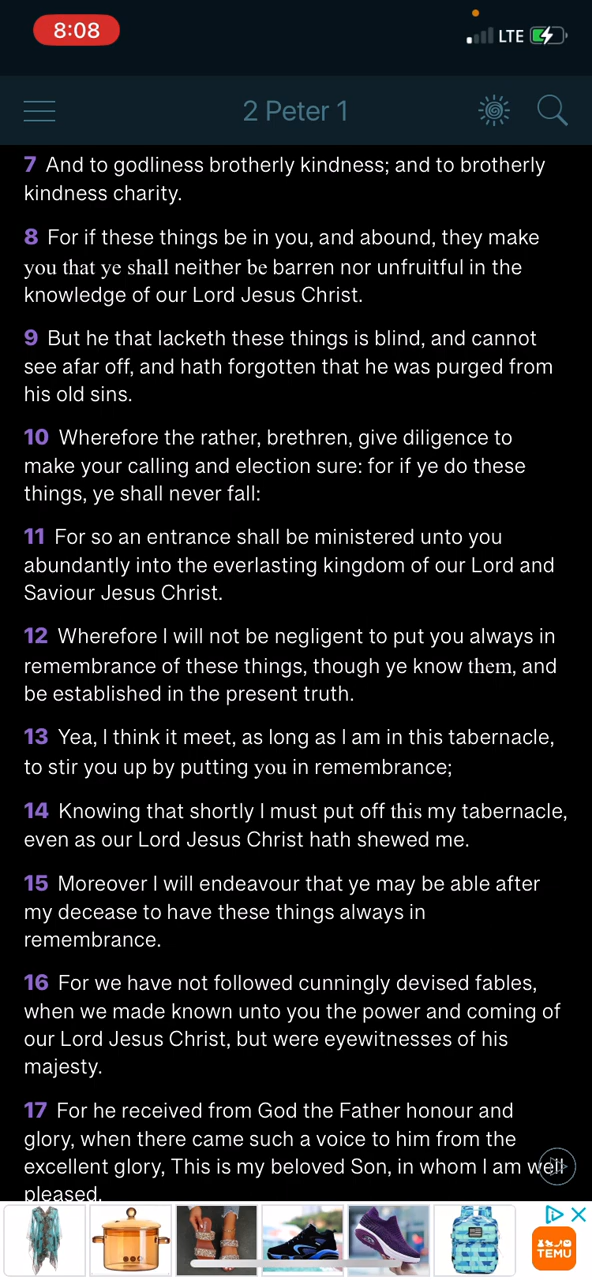 8:08
LTE
2 Peter 1
7 And to godliness brotherly kindness; and to brotherly
kindness charity.
8 For if these things be in you, and abound, they make
you that ye shall neither be barren nor unfruitful in the
knowledge of our Lord Jesus Christ.
9 But he that lacketh these things is blind, and cannot
see afar off, and hath forgotten that he was purged from
his old sins.
10 Wherefore the rather, brethren, give diligence to
make your calling and election sure: for if ye do these
things, ye shall never fall:
11 For so an entrance shall be ministered unto you
abundantly into the everlasting kingdom of our Lord and
Saviour Jesus Christ.
12 Wherefore I will not be negligent to put you always in
remembrance of these things, though ye know them, and
be established in the present truth.
13 Yea, I think it meet, as long as I am in this tabernacle,
to stir you up by putting you in remembrance;
14 Knowing that shortly I must put off this my tabernacle,
even as our Lord Jesus Christ hath shewed me.
15 Moreover I will endeavour that ye may be able after
my decease to have these things always in
remembrance.
16 For we have not followed cunningly devised fables,
when we made known unto you the power and coming of
our Lord Jesus Christ, but were eyewitnesses of his
majesty.
17 For he received from God the Father honour and
glory, when there came such a voice to him from the
excellent glory, This is my beloved Son, in whom I am well
pleased.
TEMU